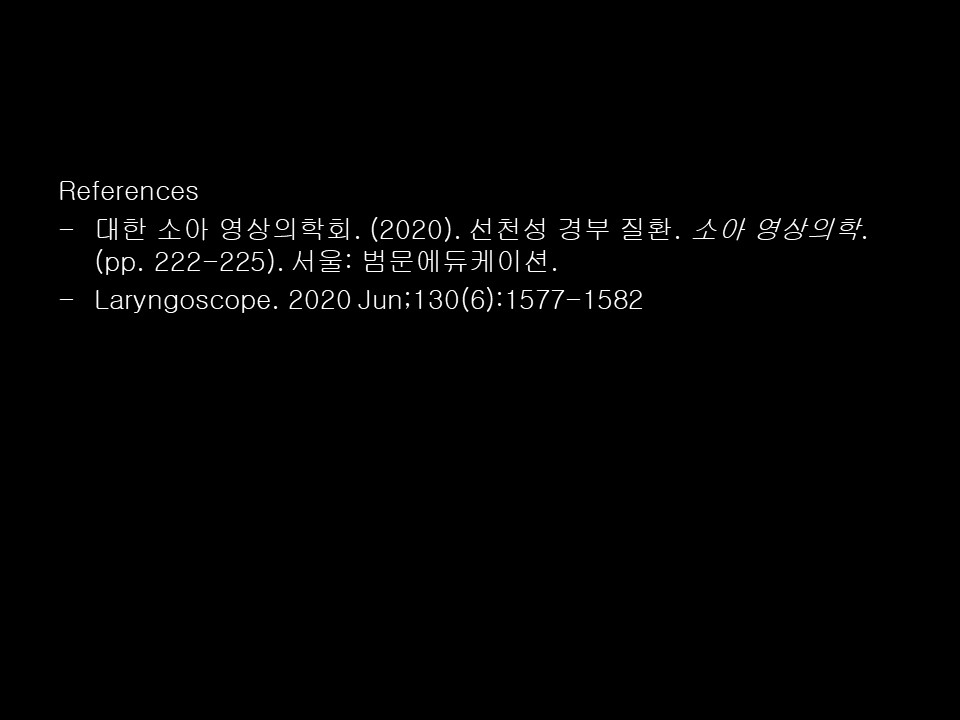 References
- 대한 소아 영상의학회. (2020). 선천성 경부 질환. 소아 영상의학.
(pp. 222-225). 서울: 범문에듀케이션.
- Laryngoscope. 2020 Jun;130(6):1577-1582